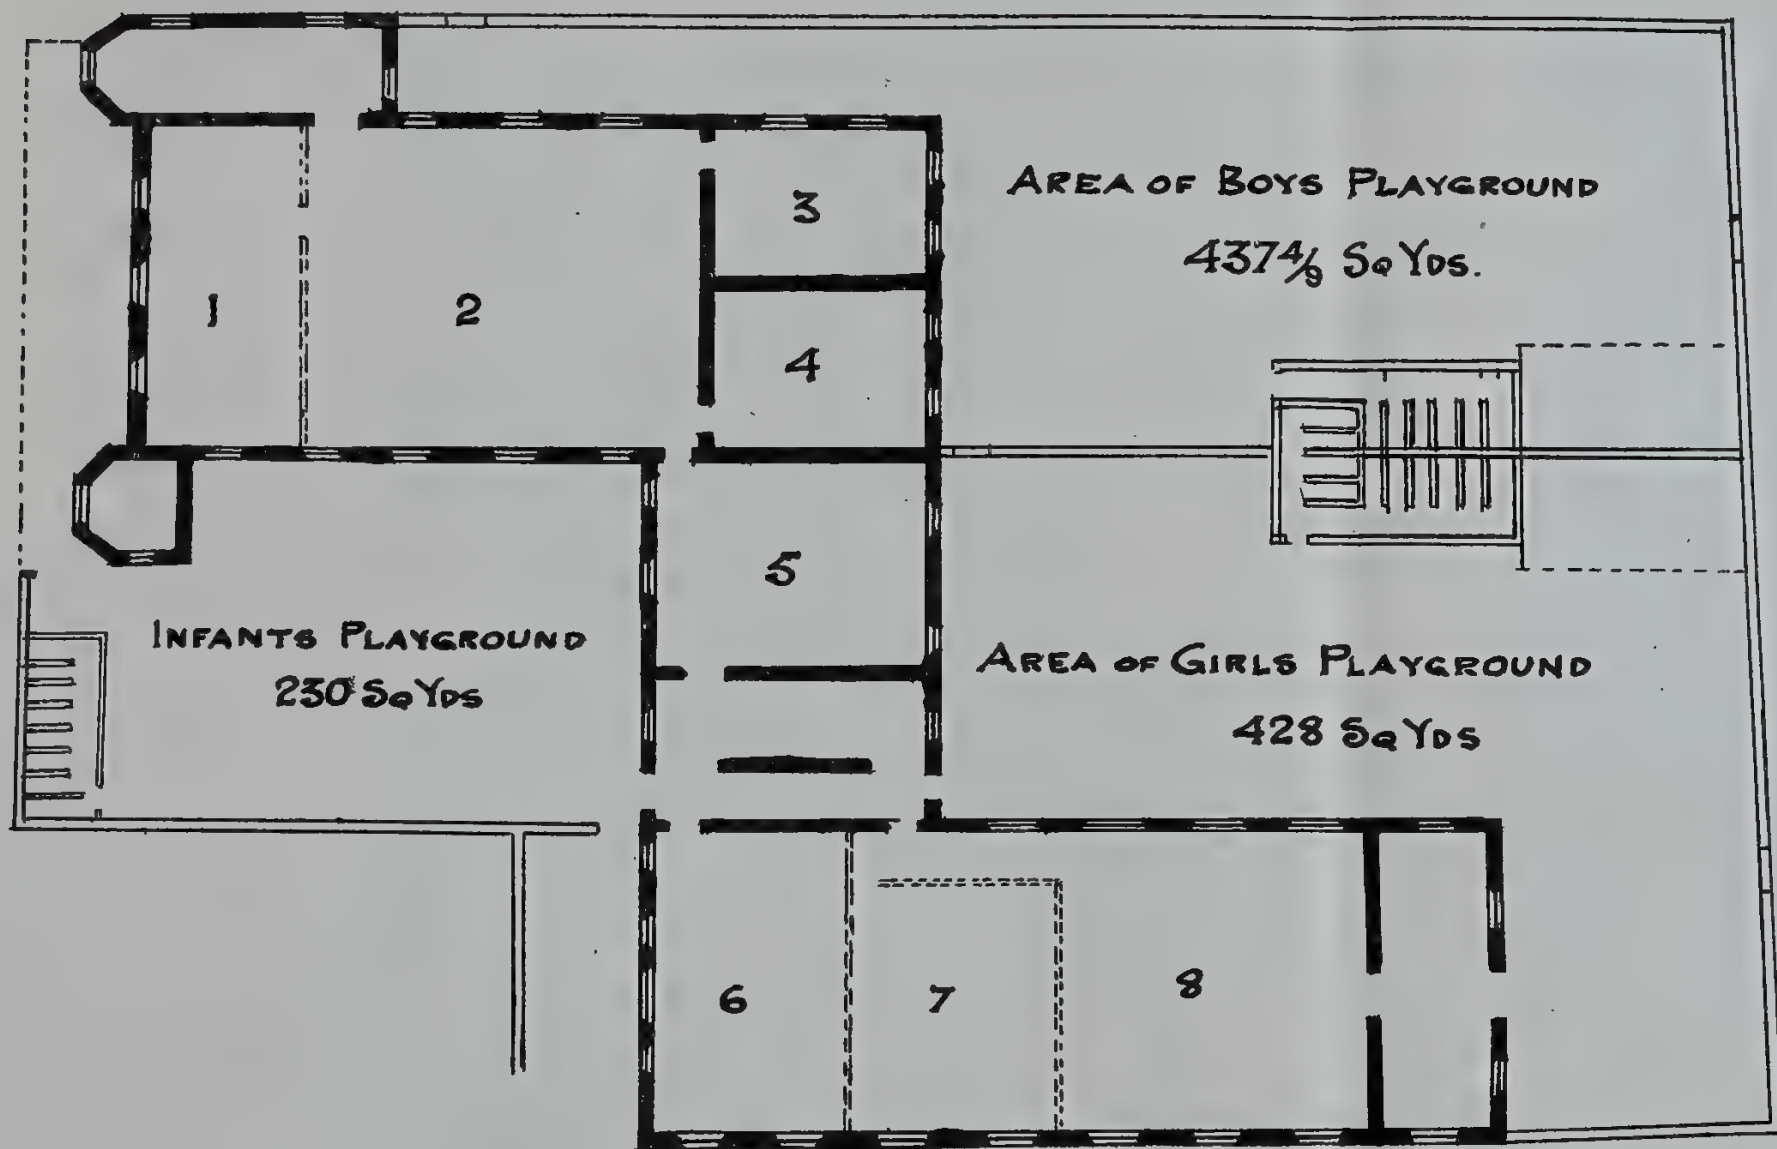 AREA OF BOYS PLAYGROUND
437 4/9 SQ YDS.
1
2
3
4
5
INFANTS PLAYGROUND
230 SQ YDS
AREA OF GIRLS PLAYGROUND
428 SQ YDS
6
7
8